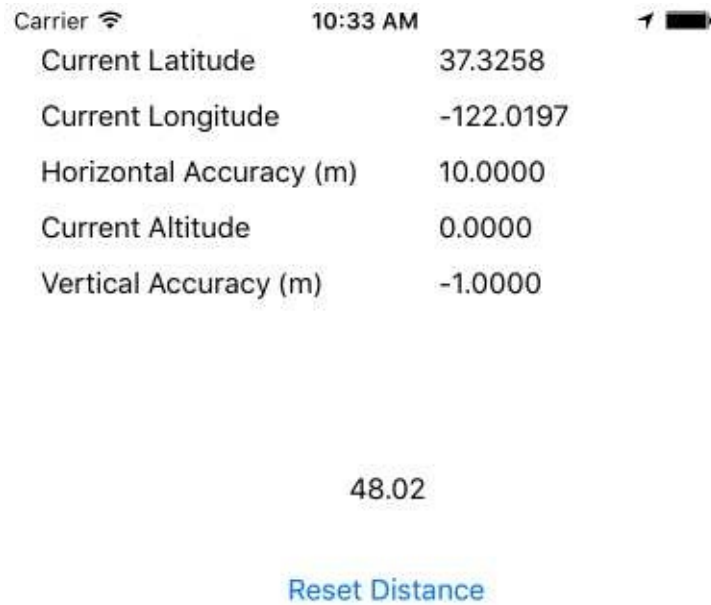 Carrier 10:33 AM
Current Latitude 37.3258
Current Longitude -122.0197
Horizontal Accuracy (m) 10.0000
Current Altitude 0.0000
Vertical Accuracy (m) -1.0000
48.02
Reset Distance